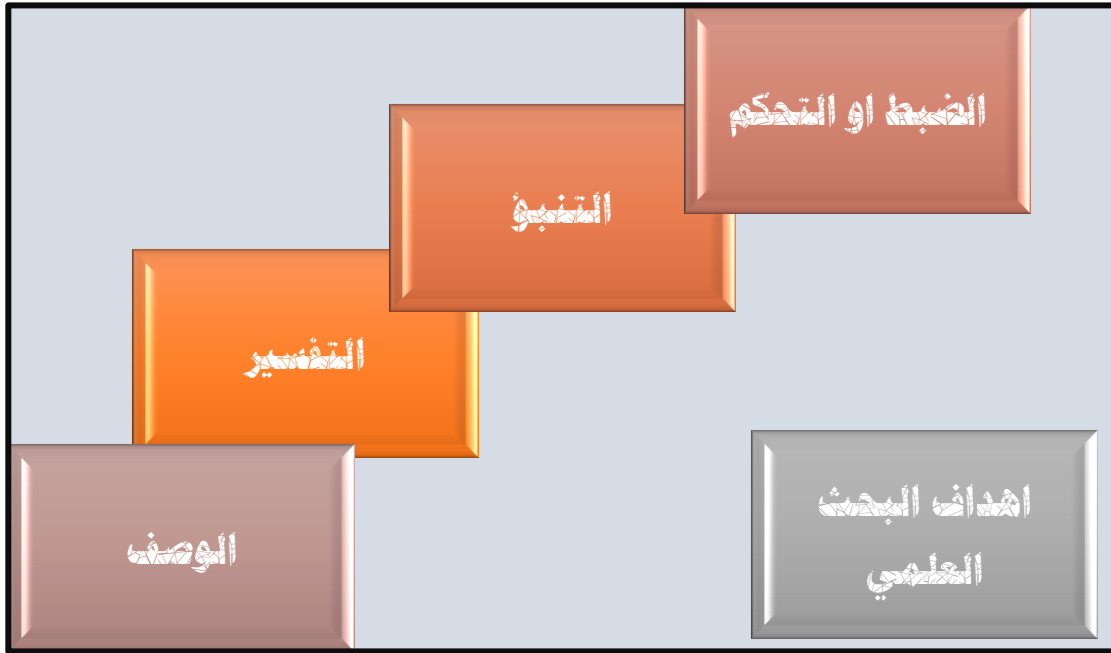 الضبط او التحكم
التنبؤ
التفسير
الوصف
اهداف البحث
العلمي